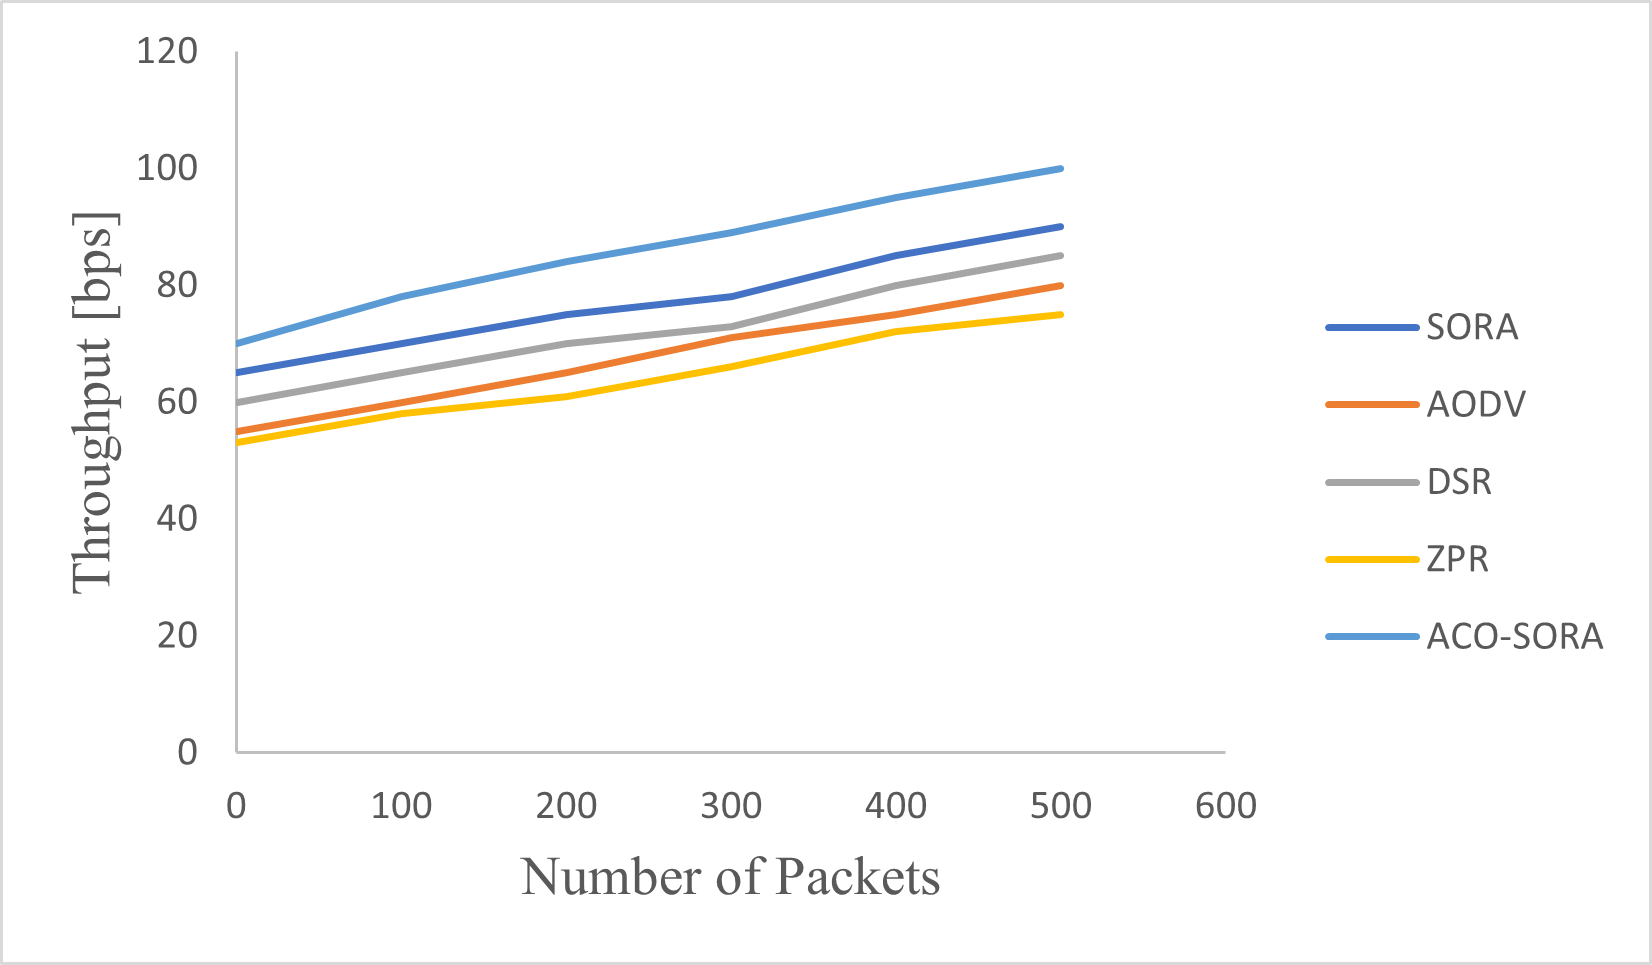 120
100
80
60
40
20
0
Throughput [bps]
0 100 200 300 400 500 600
Number of Packets
SORA
AODV
DSR
ZPR
ACO-SORA